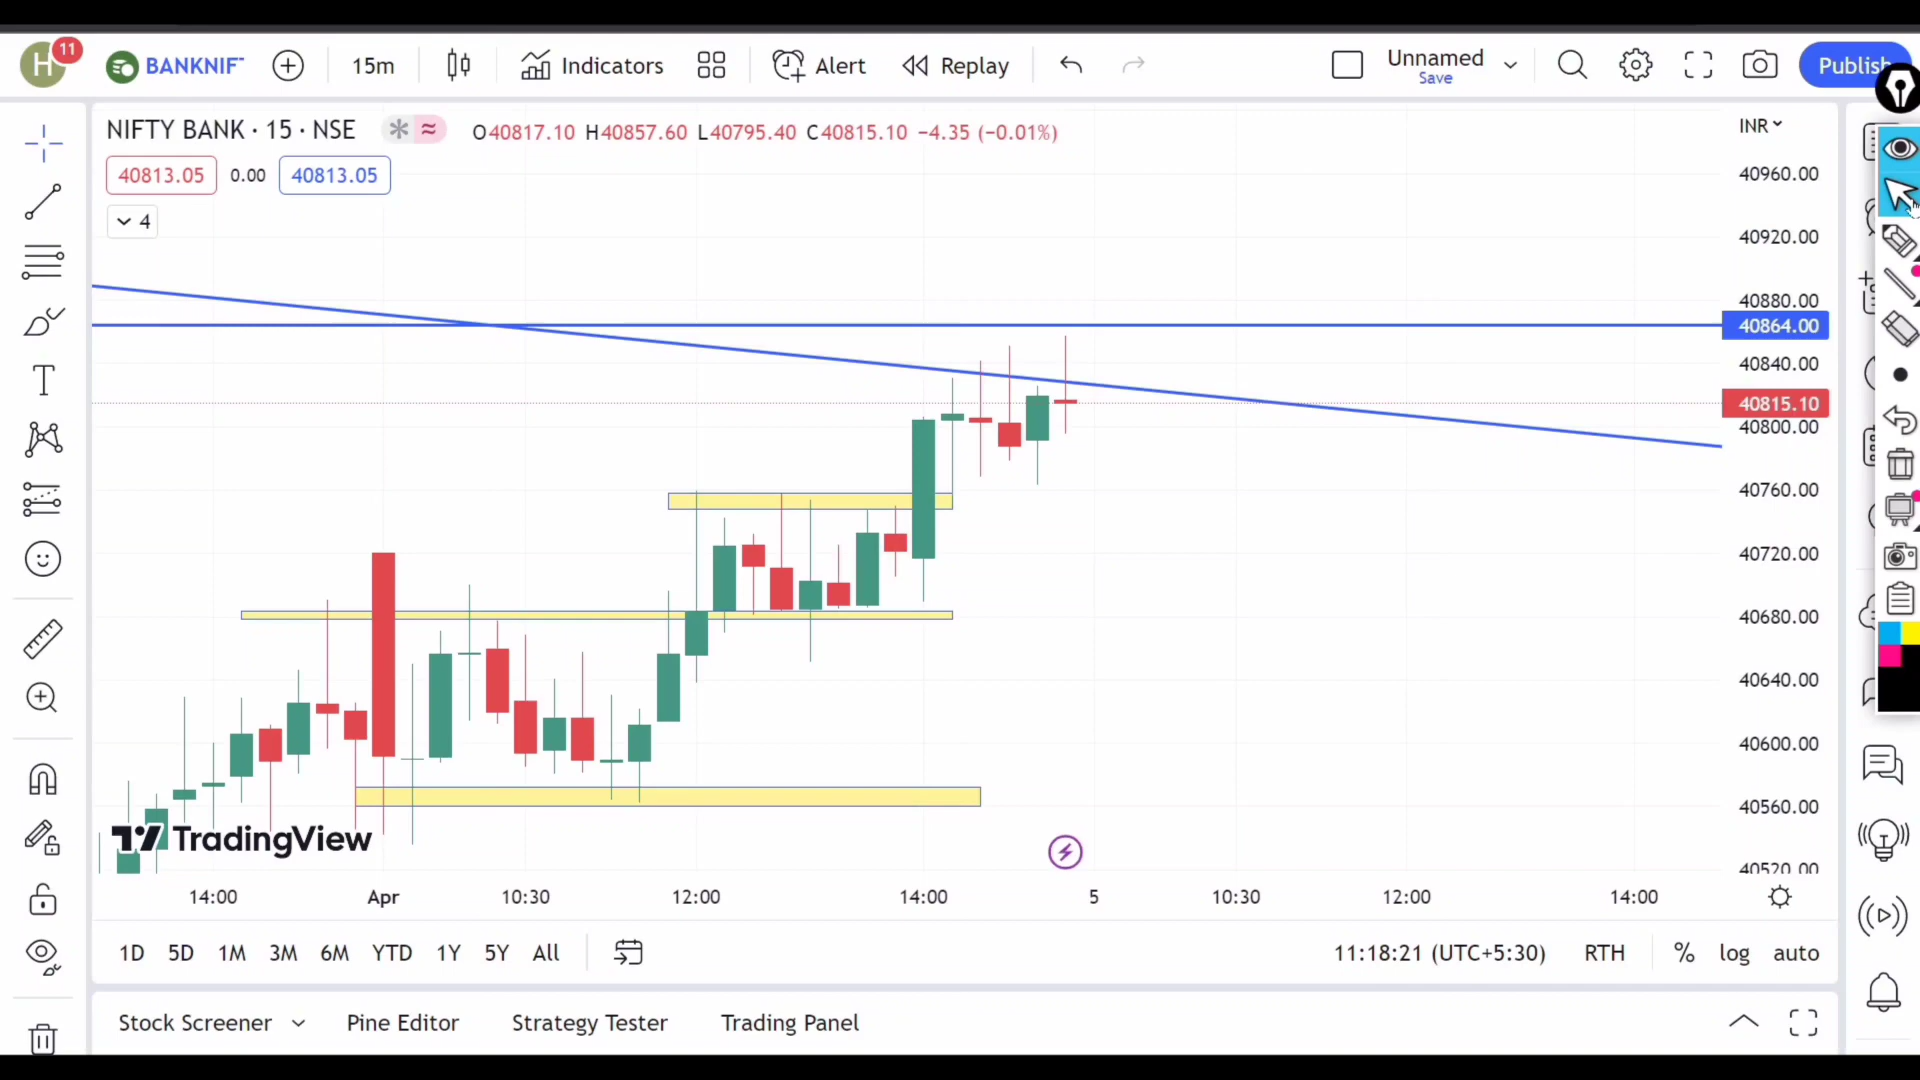 H
11
BANKNIF
15m
Indicators
Alert
Replay
Unnamed
Save
Publish
NIFTY BANK · 15 · NSE
O40817.10 H40857.60 L40795.40 C40815.10 −4.35 (−0.01%)
INR
40813.05
0.00
40813.05
4
40960.00
40920.00
40880.00
40864.00
40840.00
40815.10
40800.00
40760.00
40720.00
40680.00
40640.00
40600.00
40560.00
40520.00
TradingView
14:00
Apr
10:30
12:00
14:00
5
10:30
12:00
14:00
1D
5D
1M
3M
6M
YTD
1Y
5Y
All
11:18:21 (UTC+5:30)
RTH
%
log
auto
Stock Screener
Pine Editor
Strategy Tester
Trading Panel